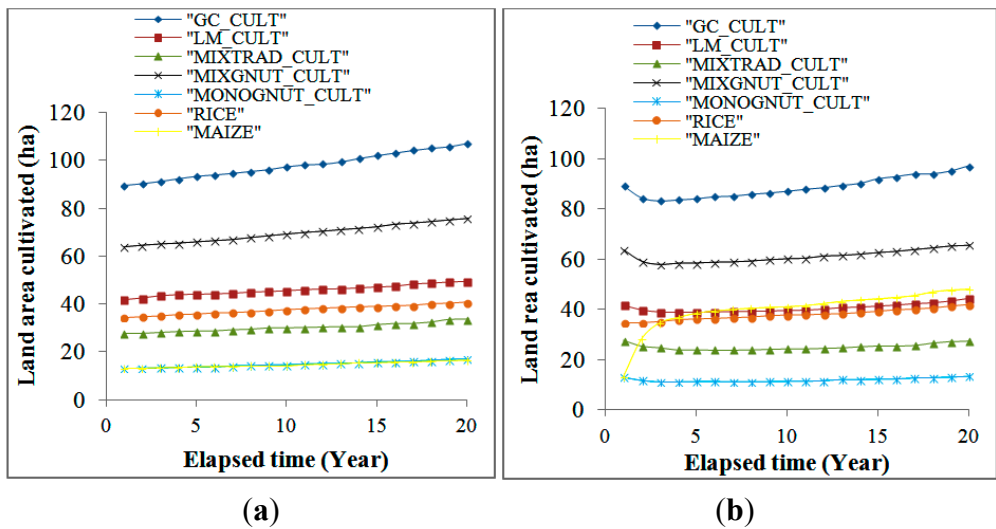 "GC_CULT"
"LM_CULT"
"MIXTRAD_CULT"
"MIXGNUT_CULT"
"MONOGNUT_CULT"
"RICE"
"MAIZE"
Land area cultivated (ha)
120
100
80
60
40
20
0
0 5 10 15 20
Elapsed time (Year)
(a)
"GC_CULT"
"LM_CULT"
"MIXTRAD_CULT"
"MIXGNUT_CULT
"MONOGNUT_CULT"
"RICE"
"MAIZE"
Land rea cultivated (ha)
120
100
80
60
40
20
0
0 5 10 15 20
Elapsed time (Year)
(b)